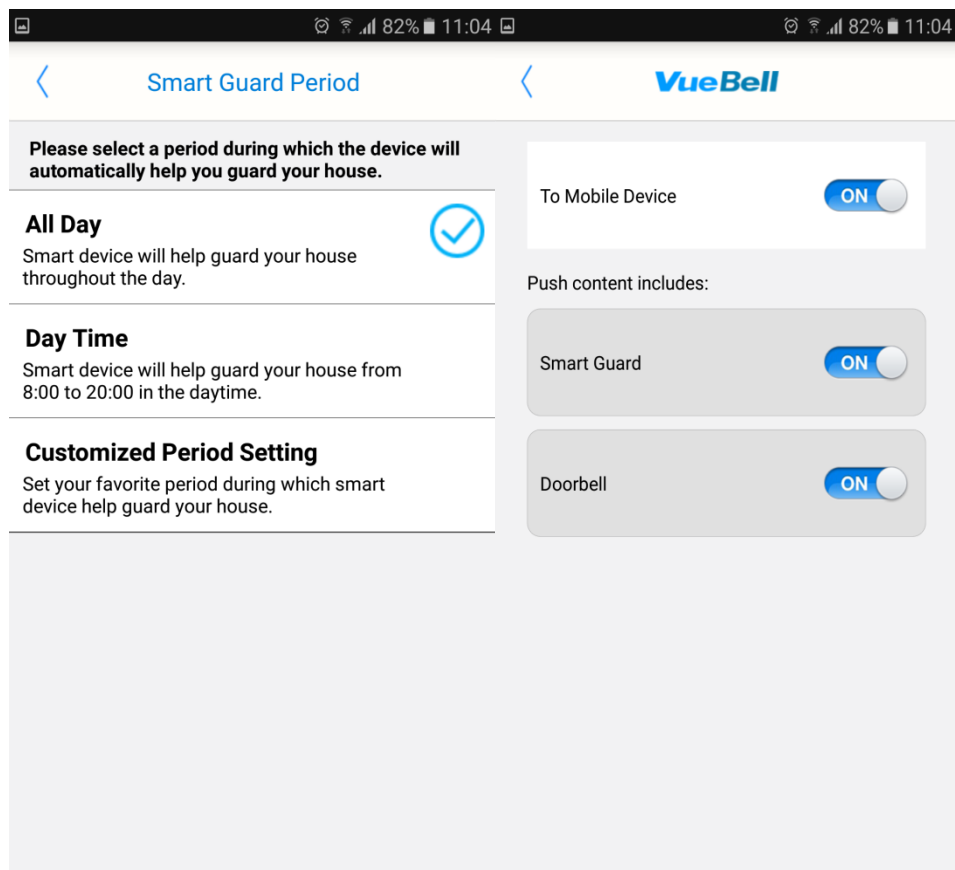 82% 11:04
Smart Guard Period
Please select a period during which the device will
automatically help you guard your house.
All Day
Smart device will help guard your house
throughout the day.
Day Time
Smart device will help guard your house from
8:00 to 20:00 in the daytime.
Customized Period Setting
Set your favorite period during which smart
device help guard your house.
82% 11:04
VueBell
To Mobile Device
ON
Push content includes:
Smart Guard
ON
Doorbell
ON